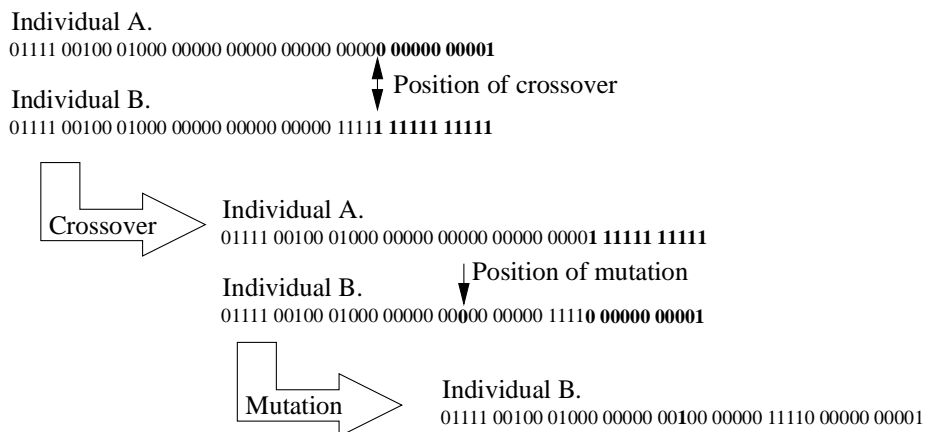 Individual A.
01111 00100 01000 00000 00000 00000 00000 00000 00001
Position of crossover
Individual B.
01111 00100 01000 00000 00000 00000 11111 11111 11111
Crossover
Individual A.
01111 00100 01000 00000 00000 00000 00001 11111 11111
Position of mutation
Individual B.
01111 00100 01000 00000 00000 00000 11110 00000 00001
Mutation
Individual B.
01111 00100 01000 00000 00100 00000 11110 00000 00001